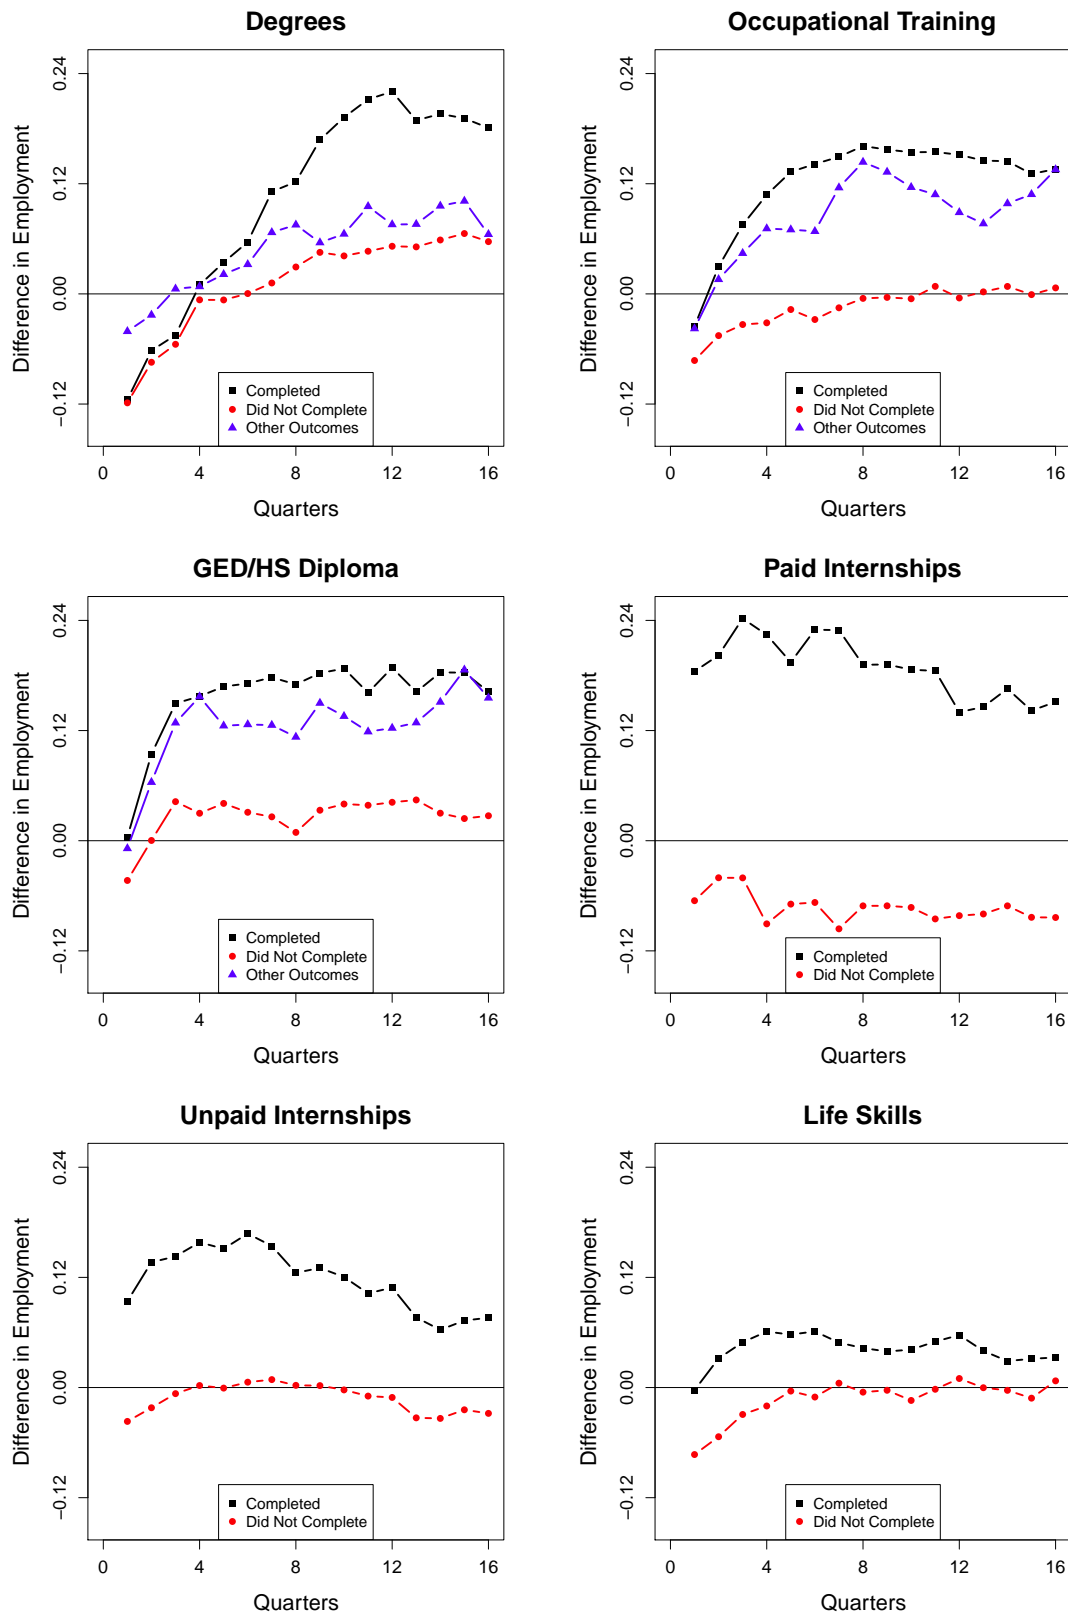 Degrees
Difference in Employment
0.24
0.12
0.00
−0.12
Completed
Did Not Complete
Other Outcomes
0 4 8 12 16
Quarters
Occupational Training
Difference in Employment
0.24
0.12
0.00
−0.12
Completed
Did Not Complete
Other Outcomes
0 4 8 12 16
Quarters
GED/HS Diploma
Difference in Employment
0.24
0.12
0.00
−0.12
Completed
Did Not Complete
Other Outcomes
0 4 8 12 16
Quarters
Paid Internships
Difference in Employment
0.24
0.12
0.00
−0.12
Completed
Did Not Complete
0 4 8 12 16
Quarters
Unpaid Internships
Difference in Employment
0.24
0.12
0.00
−0.12
Completed
Did Not Complete
0 4 8 12 16
Quarters
Life Skills
Difference in Employment
0.24
0.12
0.00
−0.12
Completed
Did Not Complete
0 4 8 12 16
Quarters